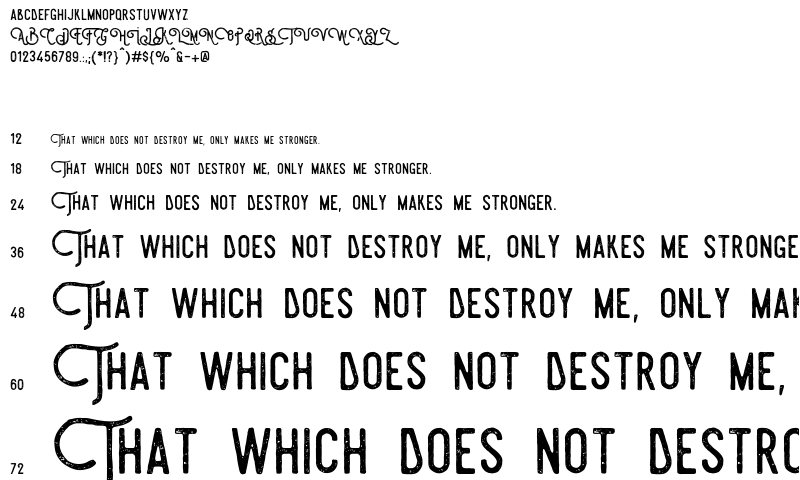 ABCDEFGHIJKLMNOPQRSTUVWXYZ
ABCDEFGHIJKLMNOPQRSTUVWXYZ
0123456789.:,;(*!?}^)#${%^&-+@
12 THAT WHICH DOES NOT DESTROY ME, ONLY MAKES ME STRONGER.
18 THAT WHICH DOES NOT DESTROY ME, ONLY MAKES ME STRONGER.
24 THAT WHICH DOES NOT DESTROY ME, ONLY MAKES ME STRONGER.
36 THAT WHICH DOES NOT DESTROY ME, ONLY MAKES ME STRONGE
48 THAT WHICH DOES NOT DESTROY ME, ONLY MAK
60 THAT WHICH DOES NOT DESTROY ME,
72 THAT WHICH DOES NOT DESTRO